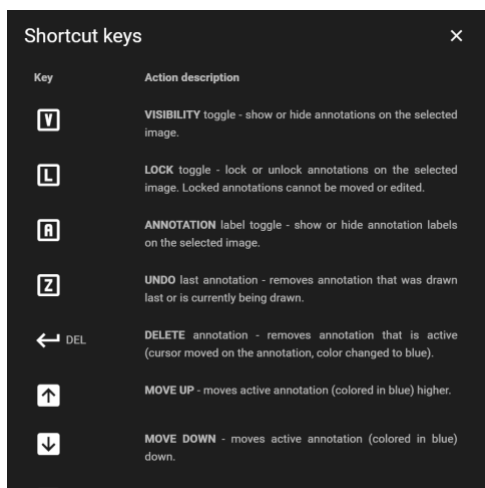 Shortcut keys
Key Action description
V VISIBILITY toggle - show or hide annotations on the selected
image.
L LOCK toggle - lock or unlock annotations on the selected
image. Locked annotations cannot be moved or edited.
A ANNOTATION label toggle - show or hide annotation labels
on the selected image.
Z UNDO last annotation - removes annotation that was drawn
last or is currently being drawn.
DEL DELETE annotation - removes annotation that is active
(cursor moved on the annotation, color changed to blue).
MOVE UP - moves active annotation (colored in blue) higher.
MOVE DOWN - moves active annotation (colored in blue)
down.